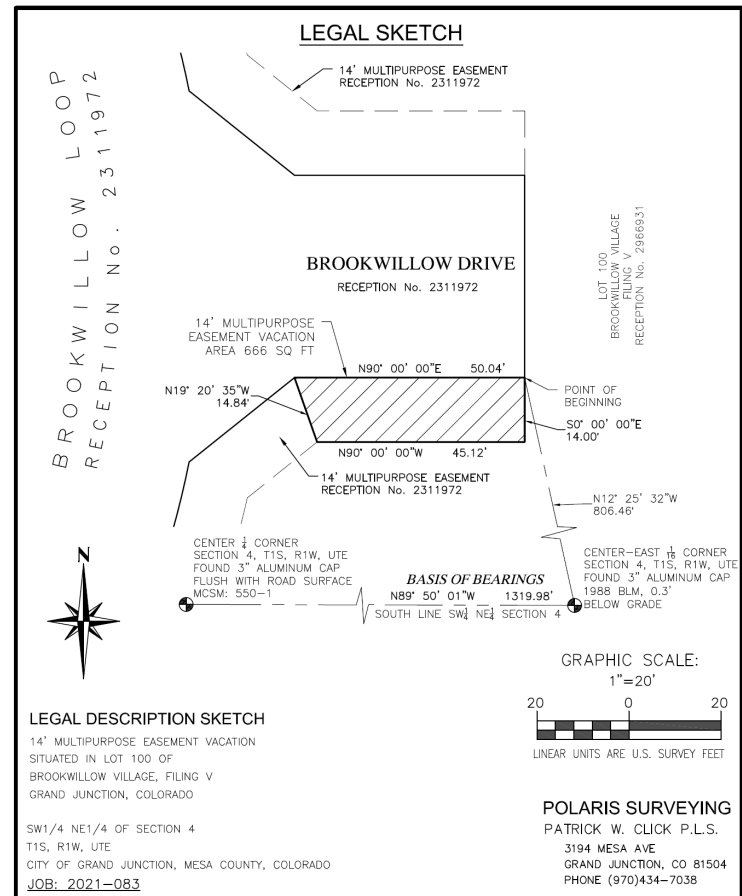 LEGAL SKETCH
14' MULTIPURPOSE EASEMENT
RECEPTION No. 2311972
BROOKWILLOW LOOP
RECEPTION No. 2311972
LOT 100
BROOKWILLOW VILLAGE
FILING V
RECEPTION No. 2966931
BROOKWILLOW DRIVE
RECEPTION No. 2311972
14' MULTIPURPOSE
EASEMENT VACATION
AREA 666 SQ FT
N90° 00' 00"E 50.04'
N19° 20' 35"W
14.84'
POINT OF
BEGINNING
S0° 00' 00"E
14.00'
N90° 00' 00"W 45.12'
14' MULTIPURPOSE EASEMENT
RECEPTION No. 2311972
N12° 25' 32"W
806.46'
CENTER 1/4 CORNER
SECTION 4, T1S, R1W, UTE
FOUND 3" ALUMINUM CAP
FLUSH WITH ROAD SURFACE
MCSM: 550-1
CENTER-EAST 1/16 CORNER
SECTION 4, T1S, R1W, UTE
FOUND 3" ALUMINUM CAP
1988 BLM, 0.3'
BELOW GRADE
BASIS OF BEARINGS
N89° 50' 01"W 1319.98'
SOUTH LINE SW1/4 NE1/4 SECTION 4
N
GRAPHIC SCALE:
1"=20'
20 0 20
LINEAR UNITS ARE U.S. SURVEY FEET
LEGAL DESCRIPTION SKETCH
14' MULTIPURPOSE EASEMENT VACATION
SITUATED IN LOT 100 OF
BROOKWILLOW VILLAGE, FILING V
GRAND JUNCTION, COLORADO
SW1/4 NE1/4 OF SECTION 4
T1S, R1W, UTE
CITY OF GRAND JUNCTION, MESA COUNTY, COLORADO
JOB: 2021-083
POLARIS SURVEYING
PATRICK W. CLICK P.L.S.
3194 MESA AVE
GRAND JUNCTION, CO 81504
PHONE (970)434-7038